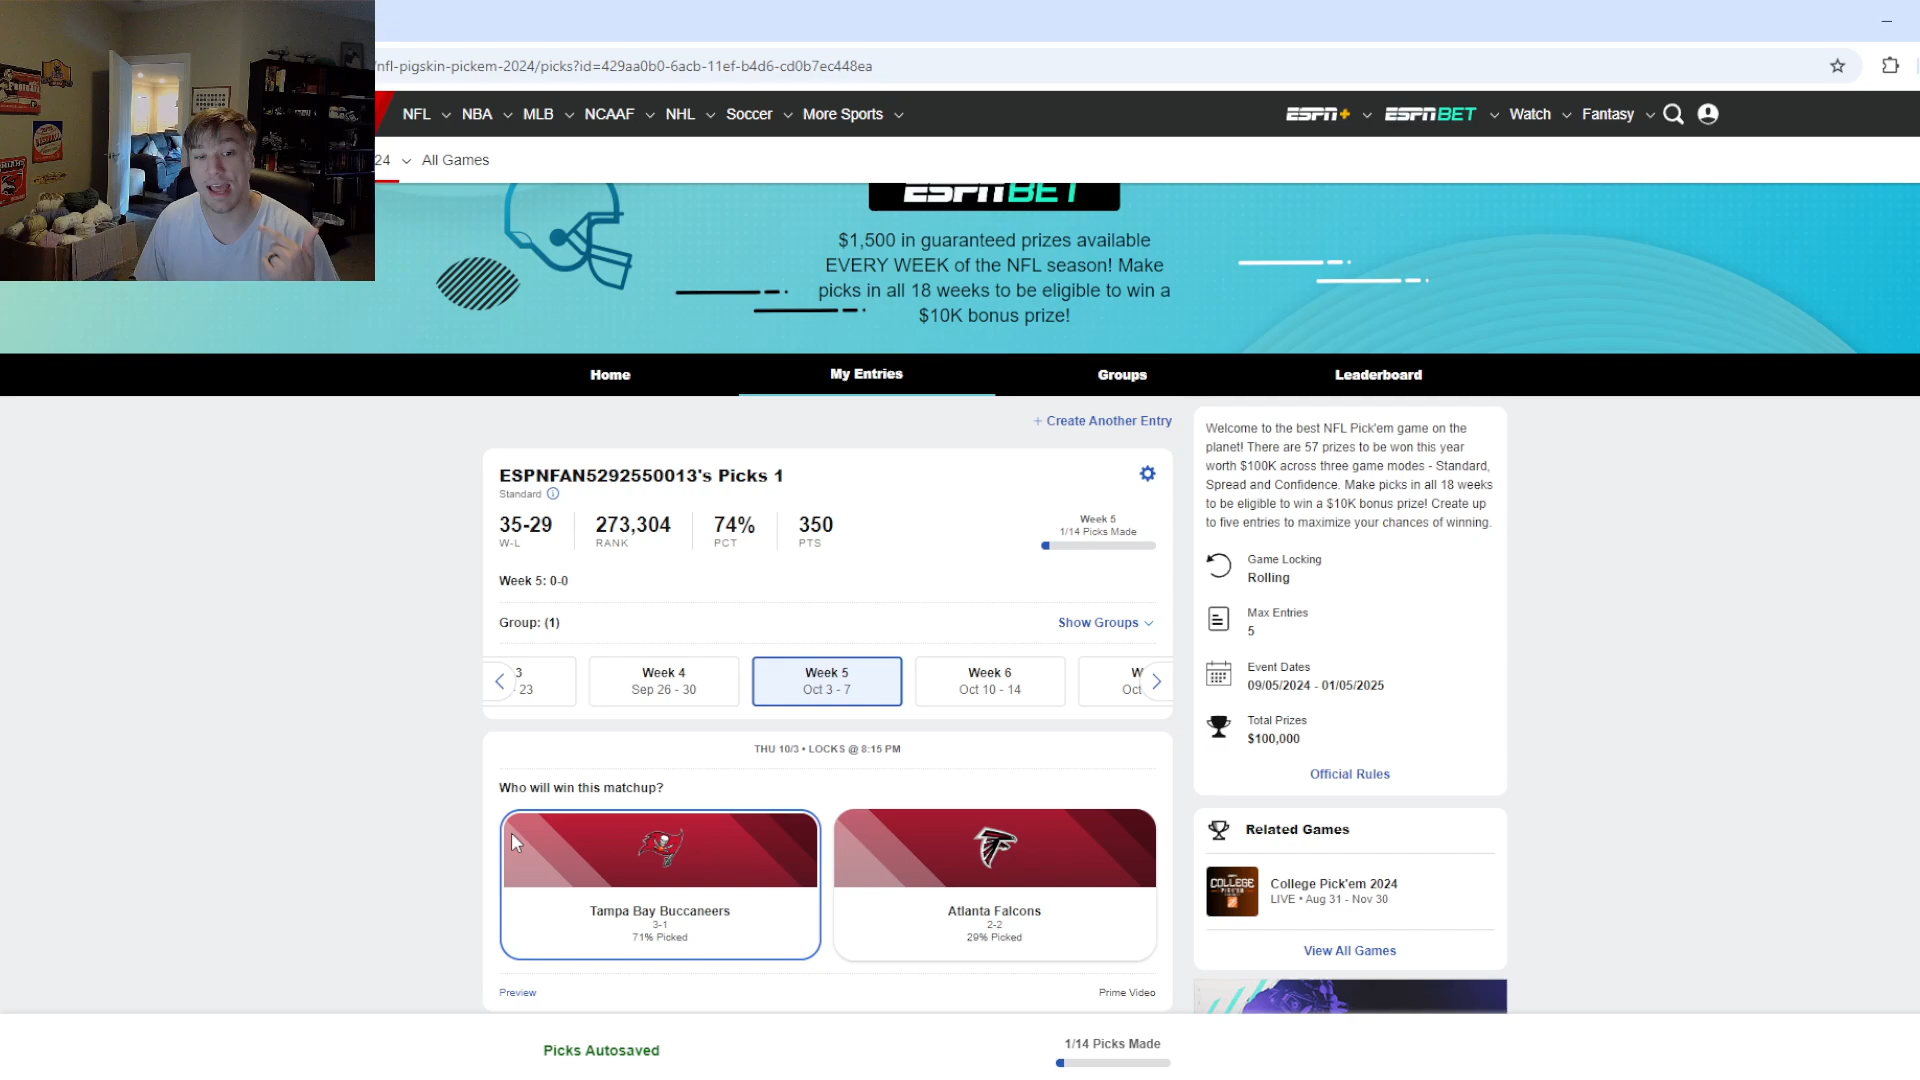 /nfl-pigskin-pickem-2024/picks?id=429aa0b0-6acb-11ef-b4d6-cd0b7ec448ea
NFL NBA MLB NCAAF NHL Soccer More Sports ESPN+ ESPN BET Watch Fantasy
24 All Games
ESPN BET
$1,500 in guaranteed prizes available
EVERY WEEK of the NFL season! Make
picks in all 18 weeks to be eligible to win a
$10K bonus prize!
Home My Entries Groups Leaderboard
+ Create Another Entry
ESPNFAN5292550013's Picks 1
Standard
35-29 273,304 74% 350
W-L RANK PCT PTS
Week 5
1/14 Picks Made
Week 5: 0-0
Group: (1) Show Groups
3 Week 4 Week 5 Week 6 W
- 23 Sep 26 - 30 Oct 3 - 7 Oct 10 - 14 Oct
THU 10/3 • LOCKS @ 8:15 PM
Who will win this matchup?
Tampa Bay Buccaneers
3-1
71% Picked
Atlanta Falcons
2-2
29% Picked
Preview Prime Video
Welcome to the best NFL Pick'em game on the
planet! There are 57 prizes to be won this year
worth $100K across three game modes - Standard,
Spread and Confidence. Make picks in all 18 weeks
to be eligible to win a $10K bonus prize! Create up
to five entries to maximize your chances of winning.
Game Locking
Rolling
Max Entries
5
Event Dates
09/05/2024 - 01/05/2025
Total Prizes
$100,000
Official Rules
Related Games
COLLEGE
College Pick'em 2024
LIVE • Aug 31 - Nov 30
View All Games
Picks Autosaved
1/14 Picks Made